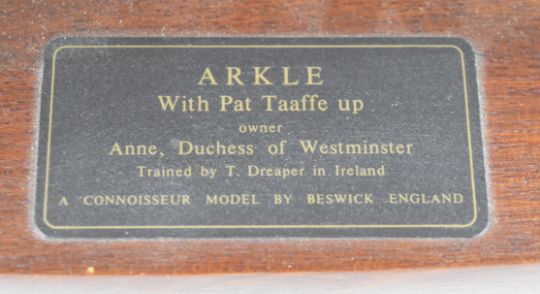 ARKLE
With Pat Taaffe up
owner
Anne, Duchess of Westminster
Trained by T. Dreaper in Ireland
A CONNOISSEUR MODEL BY BESWICK ENGLAND